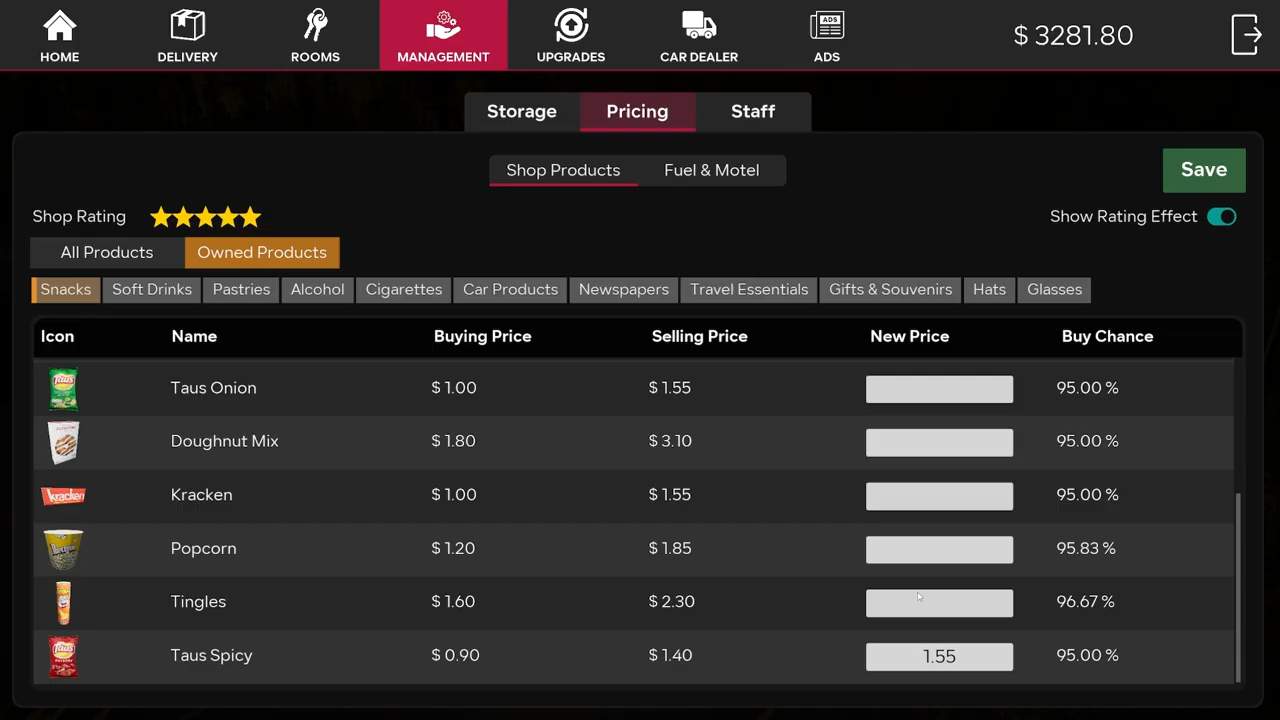 HOME DELIVERY ROOMS MANAGEMENT UPGRADES CAR DEALER ADS $ 3281.80
Storage Pricing Staff
Shop Products Fuel & Motel Save
Shop Rating Show Rating Effect
All Products Owned Products
Snacks Soft Drinks Pastries Alcohol Cigarettes Car Products Newspapers Travel Essentials Gifts & Souvenirs Hats Glasses
Icon Name Buying Price Selling Price New Price Buy Chance
Taus Onion $ 1.00 $ 1.55 95.00 %
Doughnut Mix $ 1.80 $ 3.10 95.00 %
kracken Kracken $ 1.00 $ 1.55 95.00 %
Popcorn $ 1.20 $ 1.85 95.83 %
Tingles $ 1.60 $ 2.30 96.67 %
Taus Spicy $ 0.90 $ 1.40 1.55 95.00 %